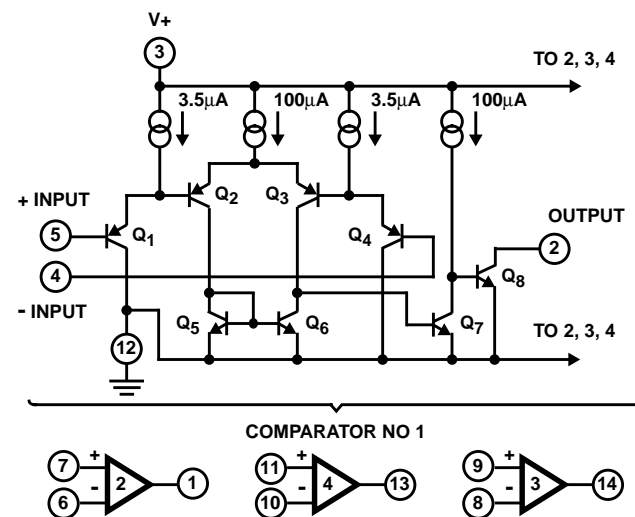 V+
3
TO 2, 3, 4
3.5µA
100µA
3.5µA
100µA
+ INPUT
Q2
Q3
OUTPUT
5
Q1
Q4
2
4
Q8
- INPUT
Q5
Q6
Q7
TO 2, 3, 4
12
COMPARATOR NO 1
7 + - 6 2 1
11 + - 10 4 13
9 + - 8 3 14